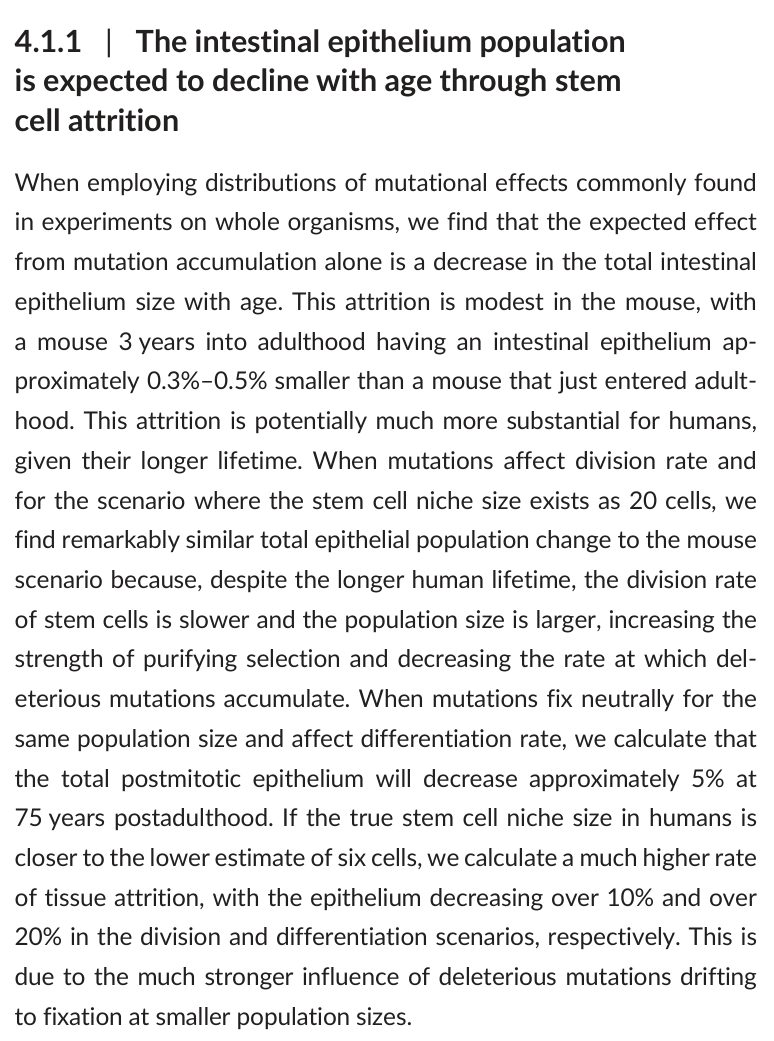 4.1.1 | The intestinal epithelium population
is expected to decline with age through stem
cell attrition
When employing distributions of mutational effects commonly found
in experiments on whole organisms, we find that the expected effect
from mutation accumulation alone is a decrease in the total intestinal
epithelium size with age. This attrition is modest in the mouse, with
a mouse 3 years into adulthood having an intestinal epithelium ap-
proximately 0.3%–0.5% smaller than a mouse that just entered adult-
hood. This attrition is potentially much more substantial for humans,
given their longer lifetime. When mutations affect division rate and
for the scenario where the stem cell niche size exists as 20 cells, we
find remarkably similar total epithelial population change to the mouse
scenario because, despite the longer human lifetime, the division rate
of stem cells is slower and the population size is larger, increasing the
strength of purifying selection and decreasing the rate at which del-
eterious mutations accumulate. When mutations fix neutrally for the
same population size and affect differentiation rate, we calculate that
the total postmitotic epithelium will decrease approximately 5% at
75 years postadulthood. If the true stem cell niche size in humans is
closer to the lower estimate of six cells, we calculate a much higher rate
of tissue attrition, with the epithelium decreasing over 10% and over
20% in the division and differentiation scenarios, respectively. This is
due to the much stronger influence of deleterious mutations drifting
to fixation at smaller population sizes.